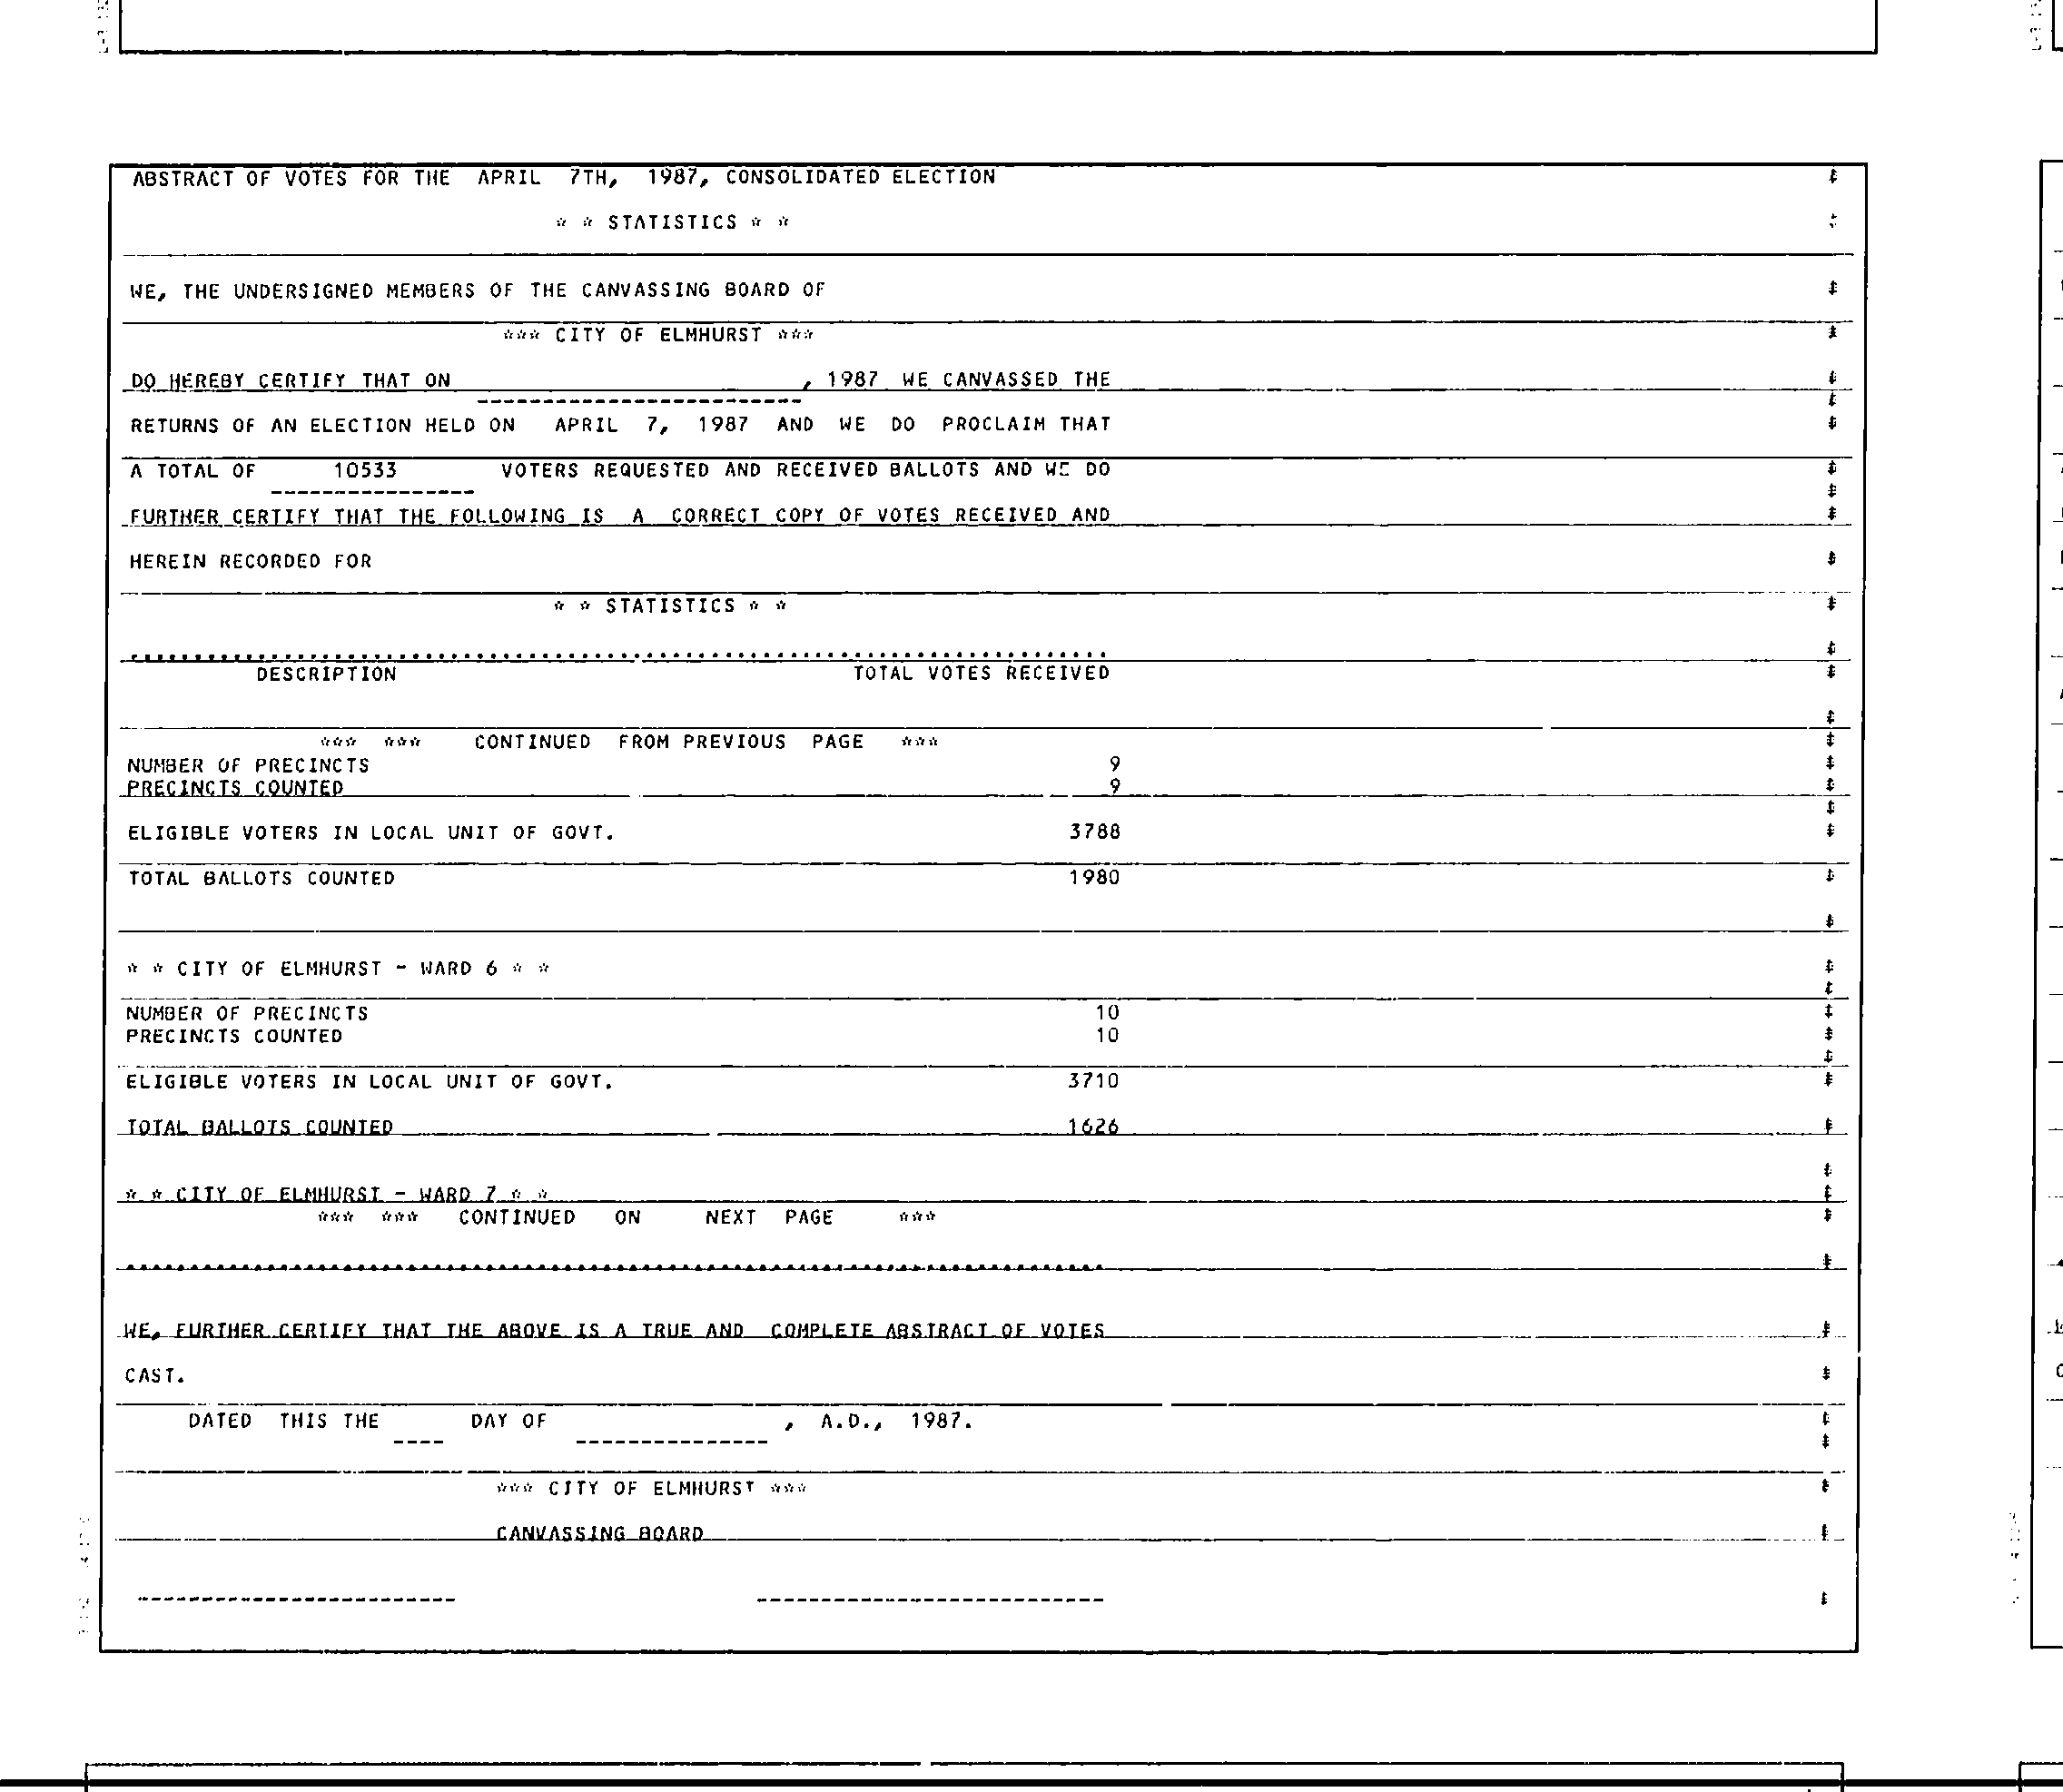 ABSTRACT OF VOTES FOR THE APRIL 7TH, 1987, CONSOLIDATED ELECTION
* * STATISTICS * *
WE, THE UNDERSIGNED MEMBERS OF THE CANVASSING BOARD OF
*** CITY OF ELMHURST ***
DO HEREBY CERTIFY THAT ON , 1987 WE CANVASSED THE
RETURNS OF AN ELECTION HELD ON APRIL 7, 1987 AND WE DO PROCLAIM THAT
A TOTAL OF 10533 VOTERS REQUESTED AND RECEIVED BALLOTS AND WE DO
FURTHER CERTIFY THAT THE FOLLOWING IS A CORRECT COPY OF VOTES RECEIVED AND
HEREIN RECORDED FOR
* * STATISTICS * *
DESCRIPTION TOTAL VOTES RECEIVED
*** *** CONTINUED FROM PREVIOUS PAGE ***
NUMBER OF PRECINCTS 9
PRECINCTS COUNTED 9
ELIGIBLE VOTERS IN LOCAL UNIT OF GOVT. 3788
TOTAL BALLOTS COUNTED 1980
* * CITY OF ELMHURST - WARD 6 * *
NUMBER OF PRECINCTS 10
PRECINCTS COUNTED 10
ELIGIBLE VOTERS IN LOCAL UNIT OF GOVT. 3710
TOTAL BALLOTS COUNTED 1626
* * CITY OF ELMHURST - WARD 7 * *
*** *** CONTINUED ON NEXT PAGE ***
WE, FURTHER CERTIFY THAT THE ABOVE IS A TRUE AND COMPLETE ABSTRACT OF VOTES
CAST.
DATED THIS THE ---- DAY OF --------------- , A.D., 1987.
*** CITY OF ELMHURST ***
CANVASSING BOARD